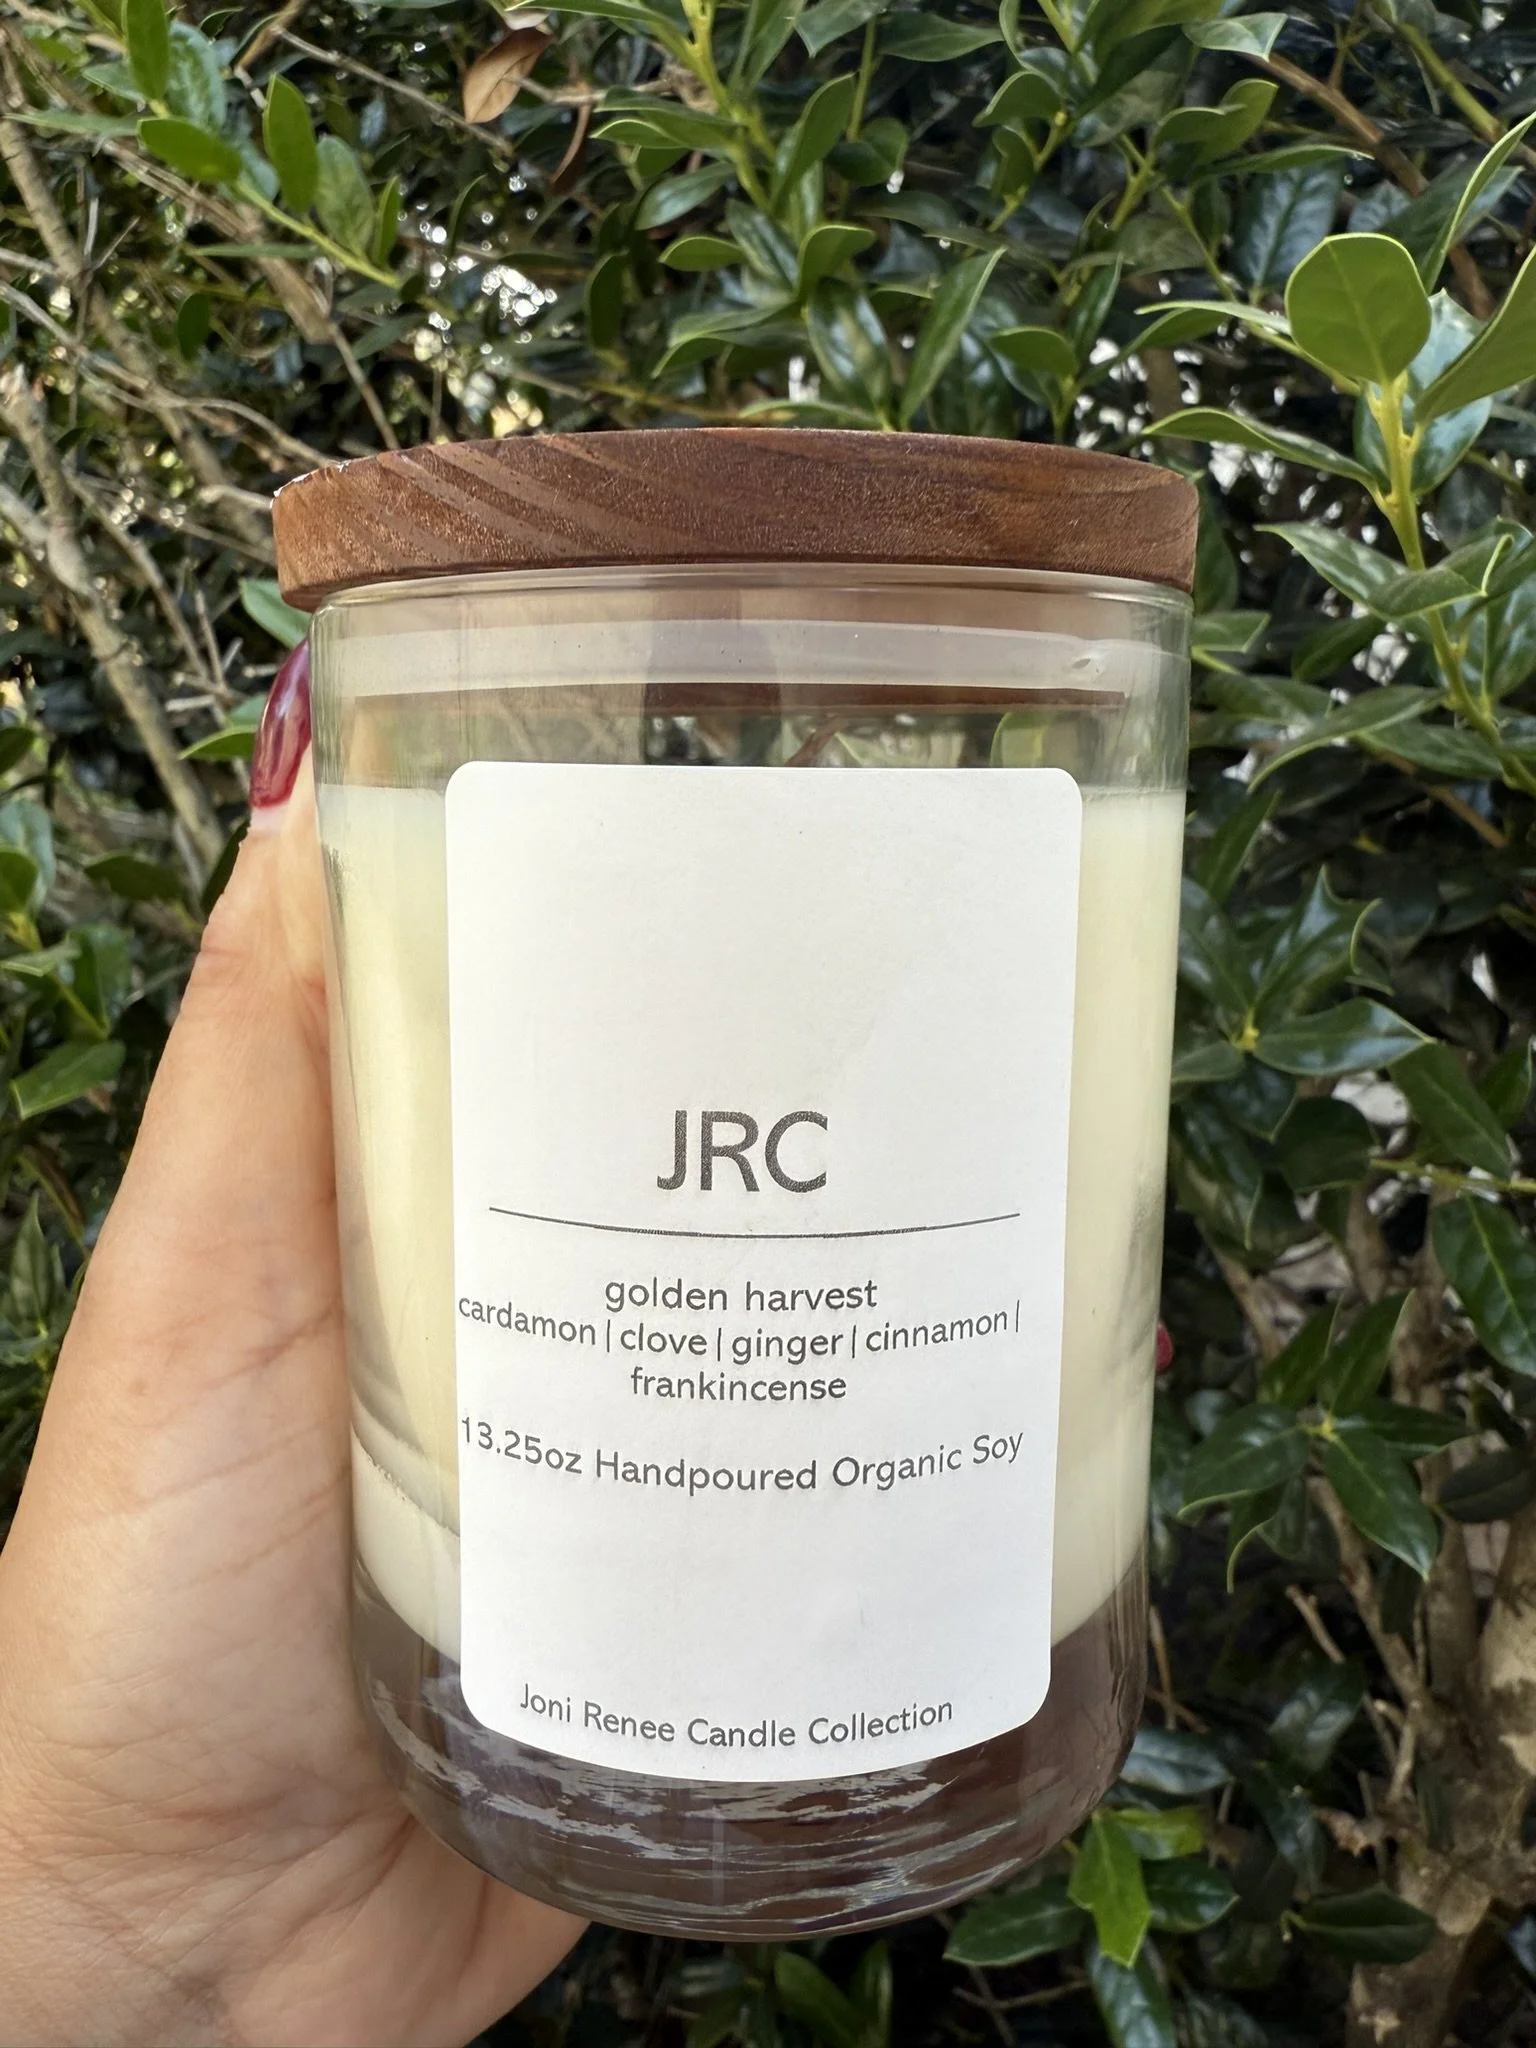 JRC
golden harvest
cardamon | clove | ginger | cinnamon |
frankincense
13.25oz Handpoured Organic Soy
Joni Renee Candle Collection